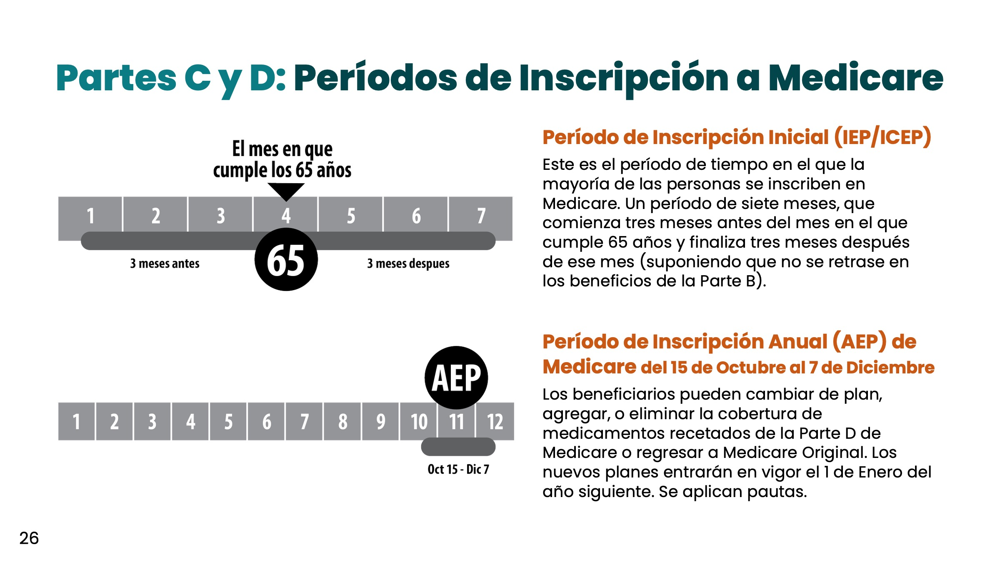 Partes C y D: Períodos de Inscripción a Medicare
El mes en que
cumple los 65 años
1 2 3 4 5 6 7
65
3 meses antes
3 meses despues
Período de Inscripción Inicial (IEP/ICEP)
Este es el período de tiempo en el que la
mayoría de las personas se inscriben en
Medicare. Un período de siete meses, que
comienza tres meses antes del mes en el que
cumple 65 años y finaliza tres meses después
de ese mes (suponiendo que no se retrase en
los beneficios de la Parte B).
AEP
1 2 3 4 5 6 7 8 9 10 11 12
Oct 15 - Dic 7
Período de Inscripción Anual (AEP) de
Medicare del 15 de Octubre al 7 de Diciembre
Los beneficiarios pueden cambiar de plan,
agregar, o eliminar la cobertura de
medicamentos recetados de la Parte D de
Medicare o regresar a Medicare Original. Los
nuevos planes entrarán en vigor el 1 de Enero del
año siguiente. Se aplican pautas.
26